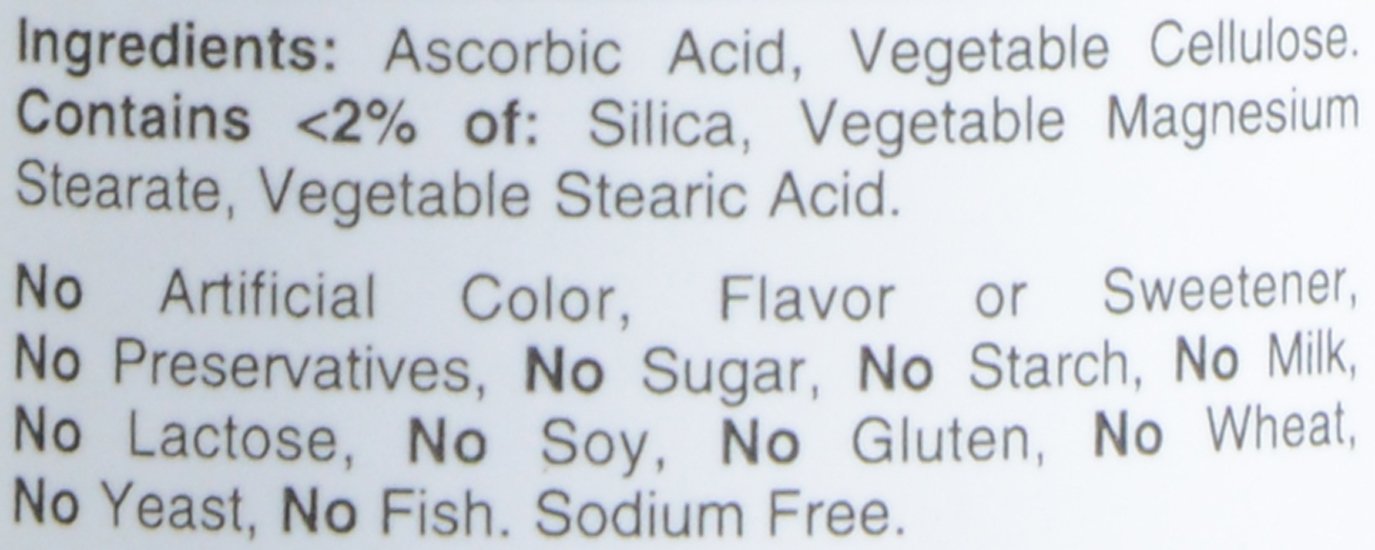 Ingredients: Ascorbic Acid, Vegetable Cellulose.
Contains <2% of: Silica, Vegetable Magnesium
Stearate, Vegetable Stearic Acid.
No Artificial Color, Flavor or Sweetener,
No Preservatives, No Sugar, No Starch, No Milk,
No Lactose, No Soy, No Gluten, No Wheat,
No Yeast, No Fish. Sodium Free.